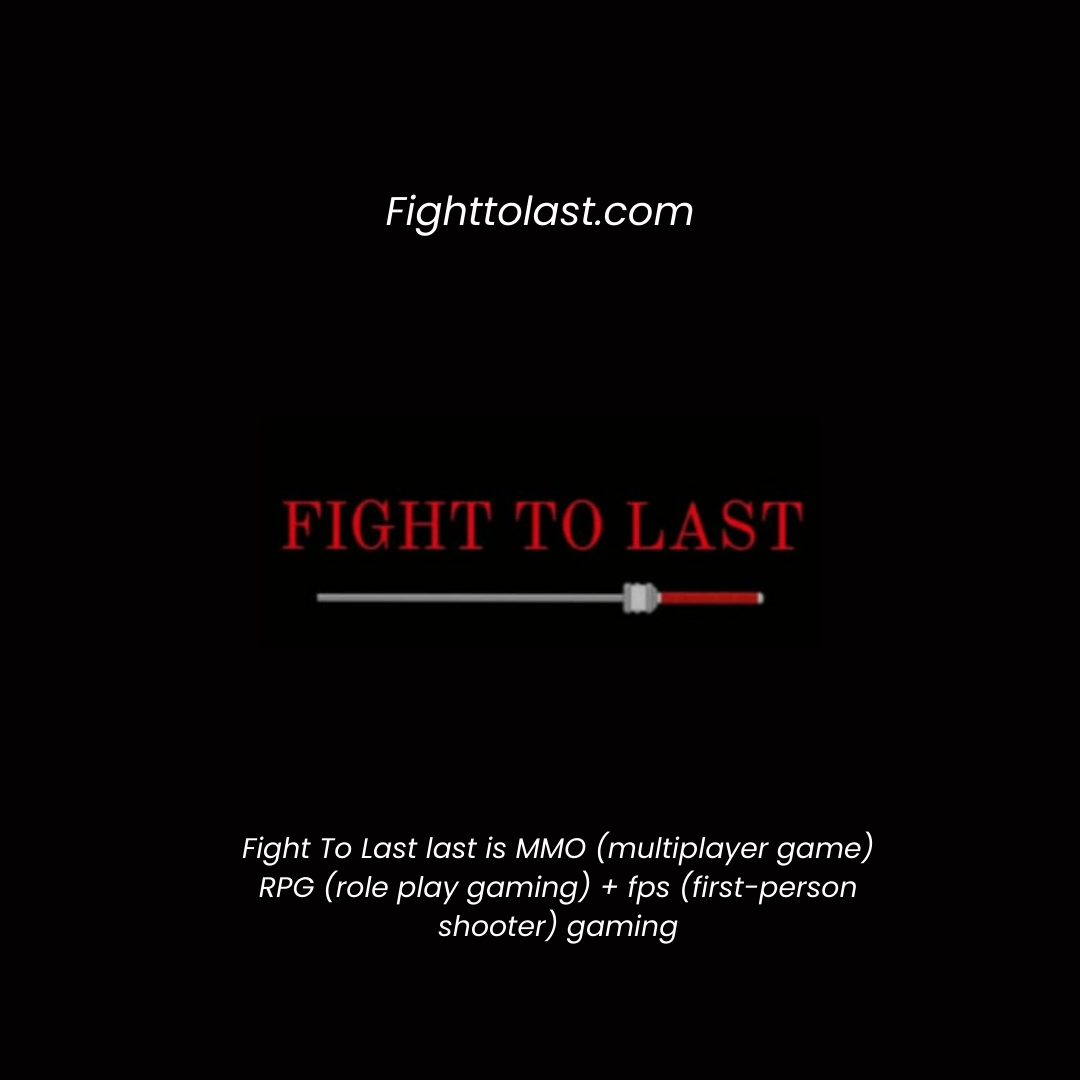 Fighttolast.com
FIGHT TO LAST
Fight To Last last is MMO (multiplayer game)
RPG (role play gaming) + fps (first-person
shooter) gaming